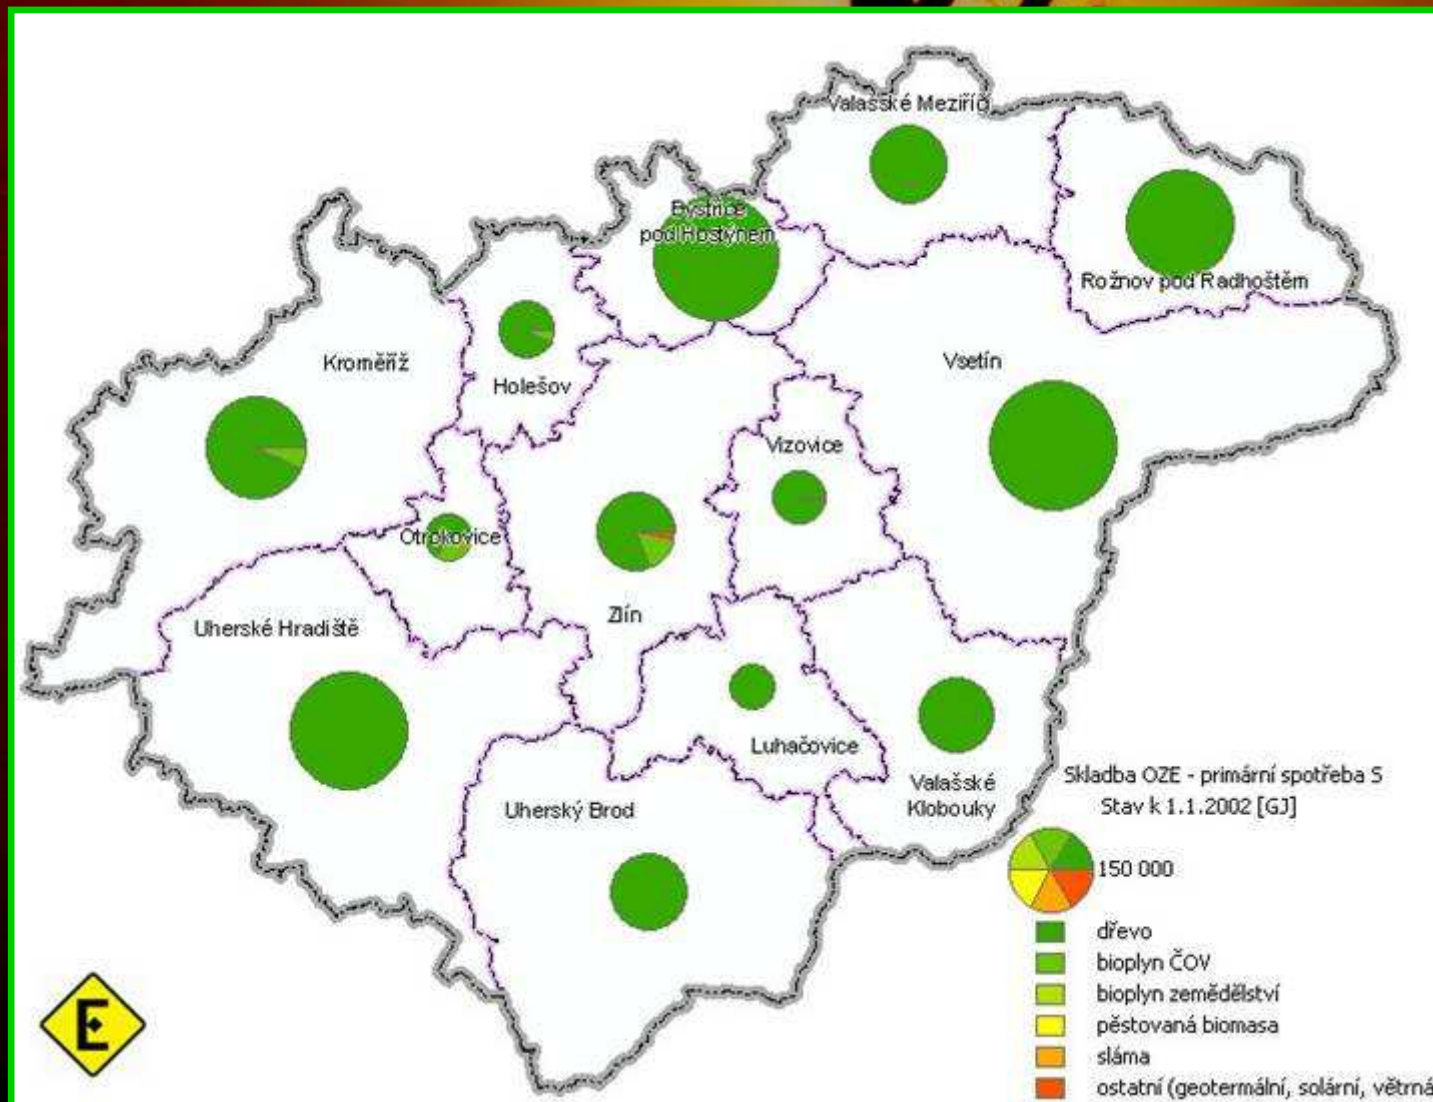 Valašské Meziříčí
Bystřice
pod Hostýnem
Rožnov pod Radhoštěm
Kroměříž
Holešov
Vsetín
Vizovice
Otrokovice
Zlín
Uherské Hradiště
Luhačovice
Valašské
Klobouky
Uherský Brod
Skladba OZE - primární spotřeba S
Stav k 1.1.2002 [GJ]
150 000
dřevo
bioplyn ČOV
bioplyn zemědělství
pěstovaná biomasa
sláma
ostatní (geotermální, solární, větrná
E